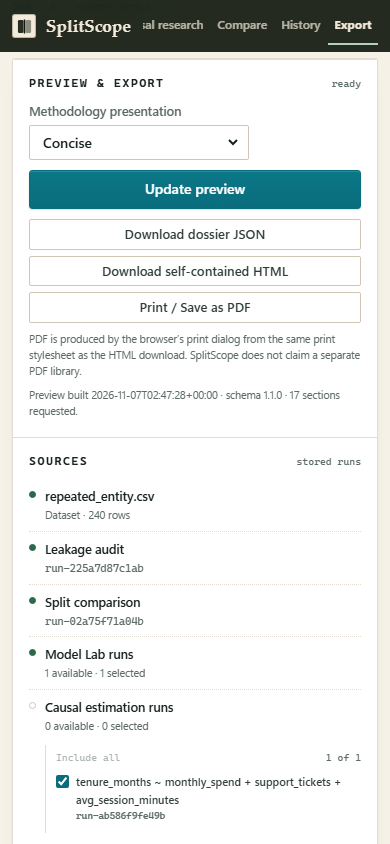 SplitScope
sal research
Compare
History
Export
PREVIEW & EXPORT
ready
Methodology presentation
Concise
Update preview
Download dossier JSON
Download self-contained HTML
Print / Save as PDF
PDF is produced by the browser's print dialog from the same print
stylesheet as the HTML download. SplitScope does not claim a separate
PDF library.
Preview built 2026-11-07T02:47:28+00:00 · schema 1.1.0 · 17 sections
requested.
SOURCES
stored runs
repeated_entity.csv
Dataset · 240 rows
Leakage audit
run-225a7d87c1ab
Split comparison
run-02a75f71a04b
Model Lab runs
1 available · 1 selected
Causal estimation runs
0 available · 0 selected
Include all
1 of 1
tenure_months ~ monthly_spend + support_tickets +
avg_session_minutes
run-ab586f9fe49b